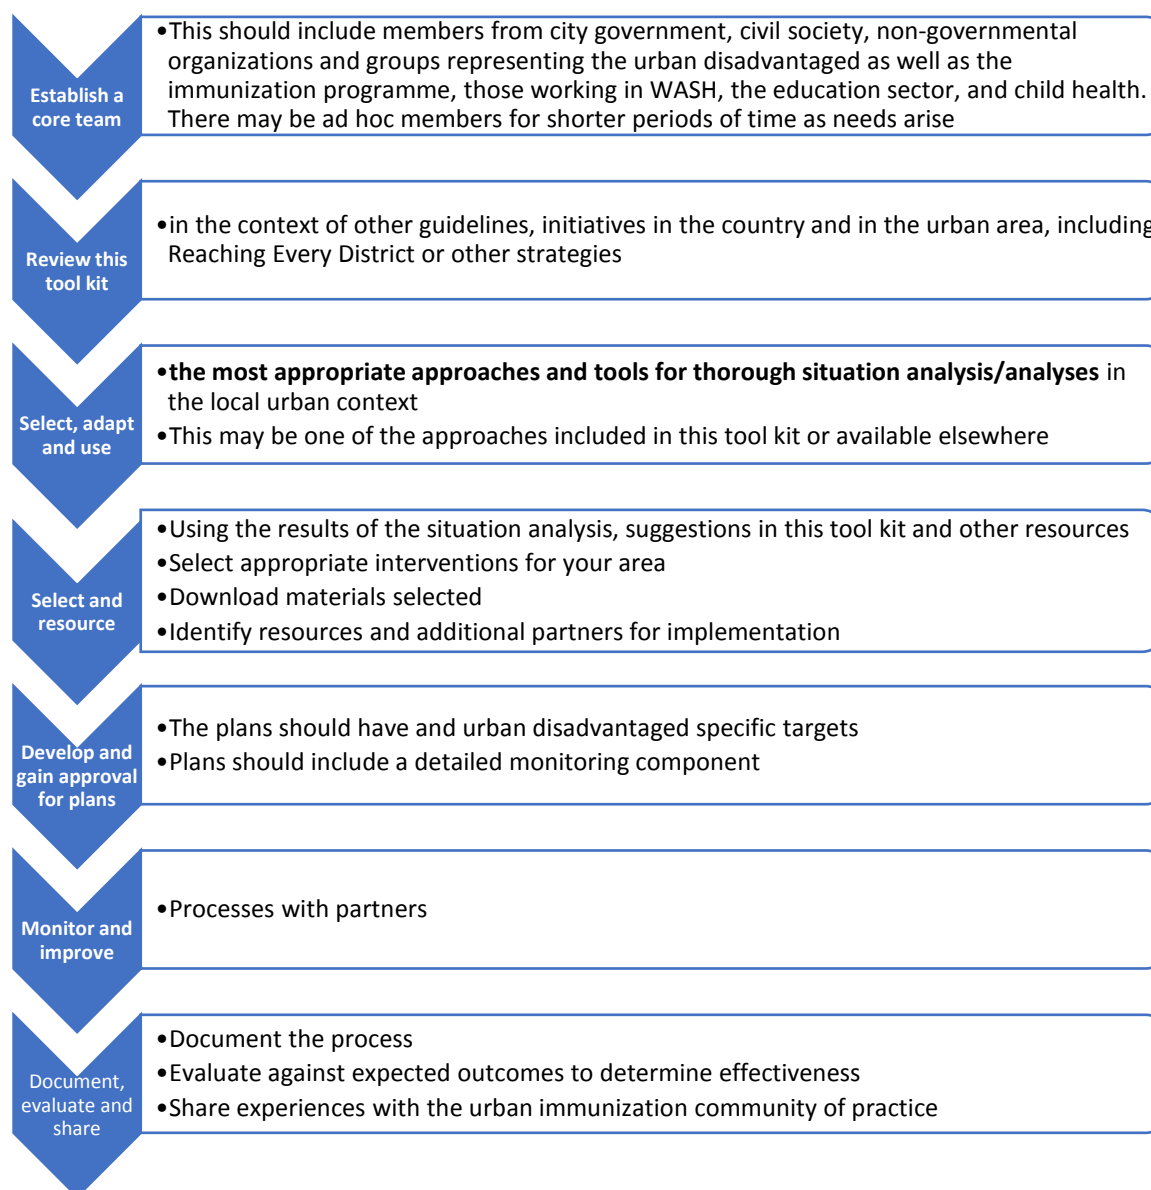 Establish a
core team
•This should include members from city government, civil society, non-governmental
organizations and groups representing the urban disadvantaged as well as the
immunization programme, those working in WASH, the education sector, and child health.
There may be ad hoc members for shorter periods of time as needs arise
Review this
tool kit
•in the context of other guidelines, initiatives in the country and in the urban area, including
Reaching Every District or other strategies
Select, adapt
and use
•the most appropriate approaches and tools for thorough situation analysis/analyses in
the local urban context
•This may be one of the approaches included in this tool kit or available elsewhere
Select and
resource
•Using the results of the situation analysis, suggestions in this tool kit and other resources
•Select appropriate interventions for your area
•Download materials selected
•Identify resources and additional partners for implementation
Develop and
gain approval
for plans
•The plans should have and urban disadvantaged specific targets
•Plans should include a detailed monitoring component
Monitor and
improve
•Processes with partners
Document,
evaluate and
share
•Document the process
•Evaluate against expected outcomes to determine effectiveness
•Share experiences with the urban immunization community of practice